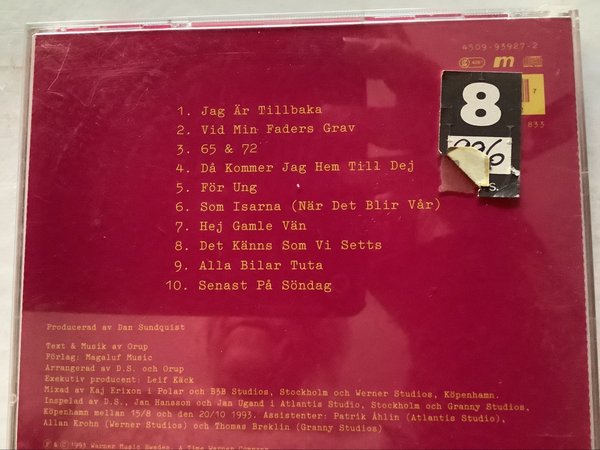 4509-93927-2
m
8
7
833
996
S.
1. Jag Är Tillbaka
2. Vid Min Faders Grav
3. 65 & 72
4. Då Kommer Jag Hem Till Dej
5. För Ung
6. Som Isarna (När Det Blir Vår)
7. Hej Gamle Vän
8. Det Känns Som Vi Setts
9. Alla Bilar Tuta
10. Senast På Söndag
Producerad av Dan Sundquist
Text & Musik av Orup
Förlag: Magaluf Music
Arrangerad av D.S. och Orup
Exekutiv producent: Leif Käck
Mixad av Kaj Erixon i Polar och B3B Studios, Stockholm och Werner Studios, Köpenhamn.
Inspelad av D.S., Jan Hansson och Jan Ugand i Atlantis Studio, Stockholm och Granny Studios,
Köpenhamn mellan 15/8 och den 20/10 1993. Assistenter: Patrik Åhlin (Atlantis Studio),
Allan Krohn (Werner Studios) och Thomas Breklin (Granny Studios)
℗ & © 1993 Warner Music Sweden. A Time Warner Company